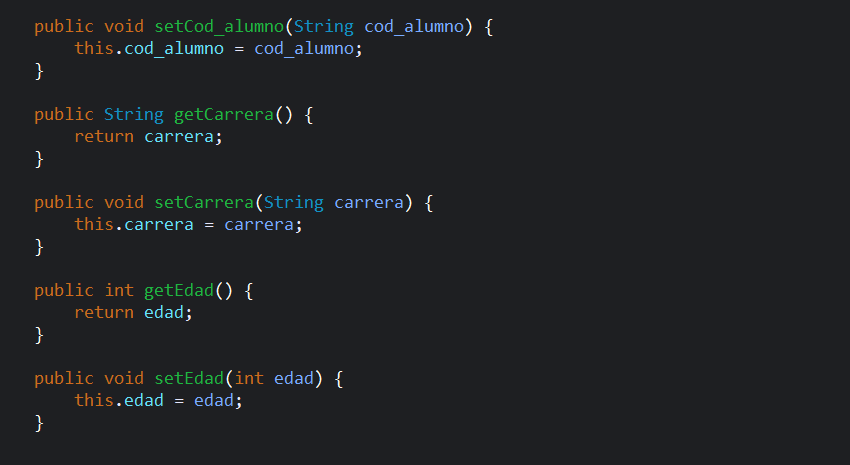 public void setCod_alumno(String cod_alumno) {
    this.cod_alumno = cod_alumno;
}

public String getCarrera() {
    return carrera;
}

public void setCarrera(String carrera) {
    this.carrera = carrera;
}

public int getEdad() {
    return edad;
}

public void setEdad(int edad) {
    this.edad = edad;
}